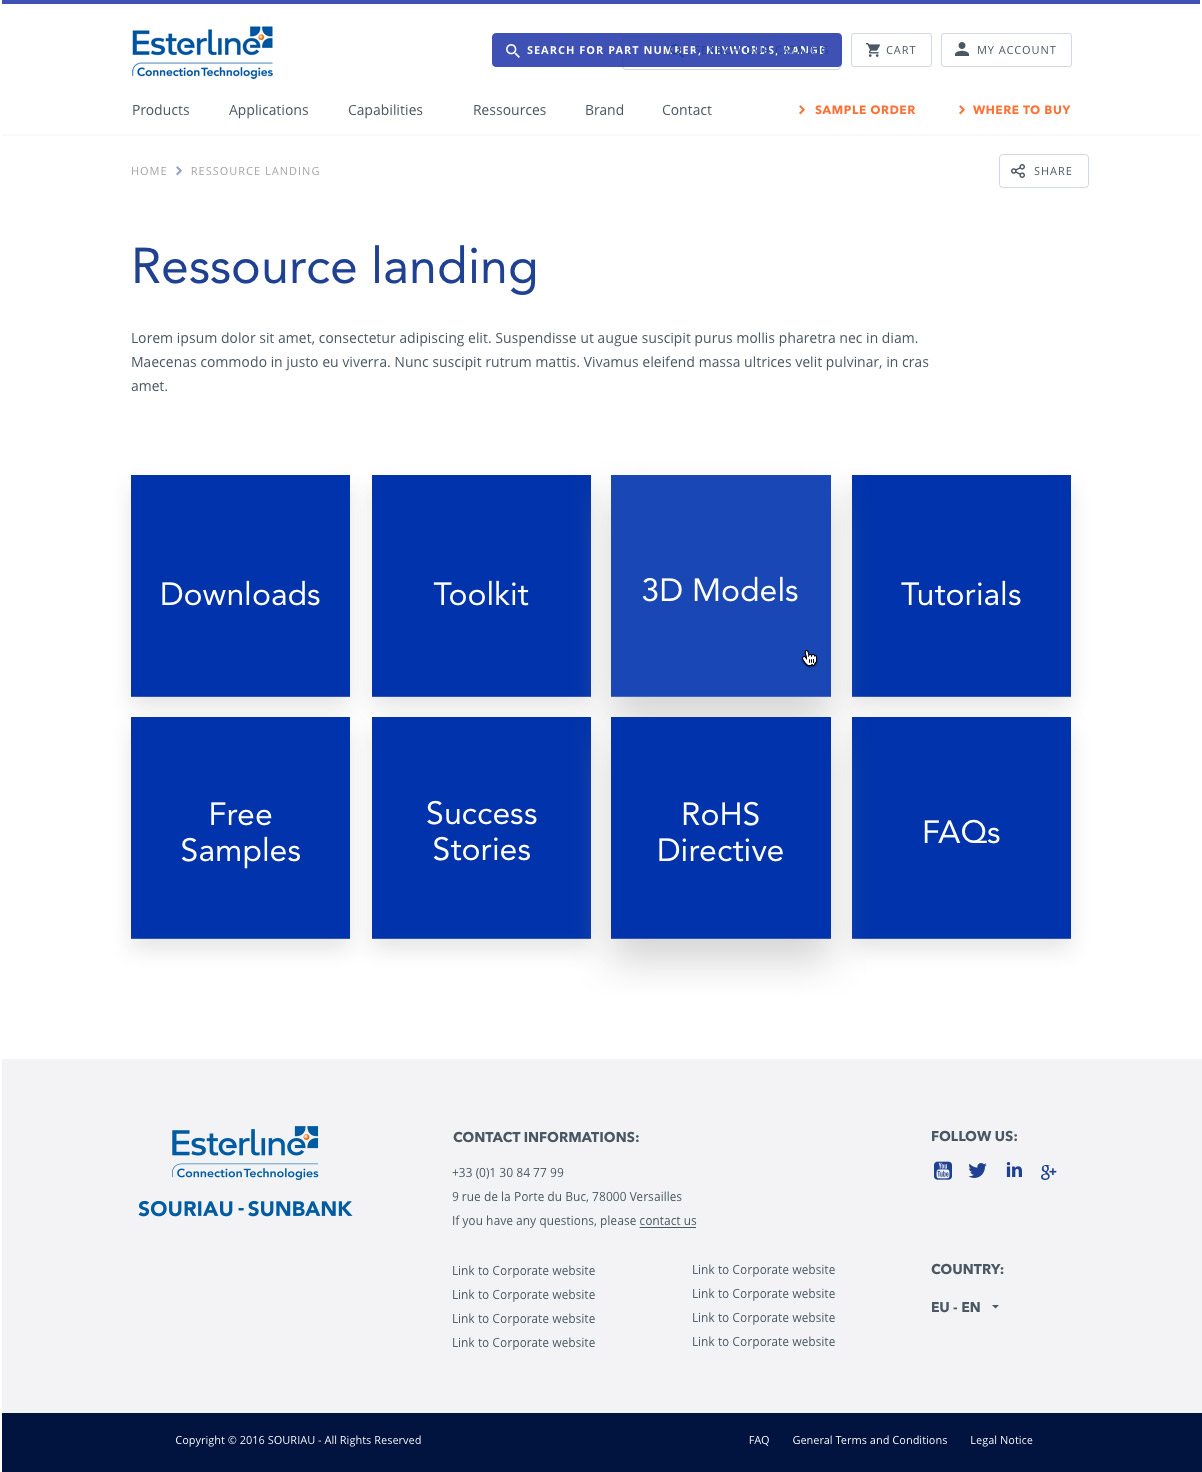 Esterline
Connection Technologies
SEARCH FOR PART NUMBER, KEYWORDS, RANGE
CART
MY ACCOUNT
Products
Applications
Capabilities
Ressources
Brand
Contact
SAMPLE ORDER
WHERE TO BUY
HOME
RESSOURCE LANDING
SHARE
Ressource landing
Lorem ipsum dolor sit amet, consectetur adipiscing elit. Suspendisse ut augue suscipit purus mollis pharetra nec in diam.
Maecenas commodo in justo eu viverra. Nunc suscipit rutrum mattis. Vivamus eleifend massa ultrices velit pulvinar, in cras
amet.
Downloads
Toolkit
3D Models
Tutorials
Free
Samples
Success
Stories
RoHS
Directive
FAQs
Esterline
Connection Technologies
SOURIAU - SUNBANK
CONTACT INFORMATIONS:
+33 (0)1 30 84 77 99
9 rue de la Porte du Buc, 78000 Versailles
If you have any questions, please contact us
Link to Corporate website
Link to Corporate website
Link to Corporate website
Link to Corporate website
Link to Corporate website
Link to Corporate website
Link to Corporate website
Link to Corporate website
FOLLOW US:
You
Tube
in
g+
COUNTRY:
EU - EN
Copyright © 2016 SOURIAU - All Rights Reserved
FAQ
General Terms and Conditions
Legal Notice